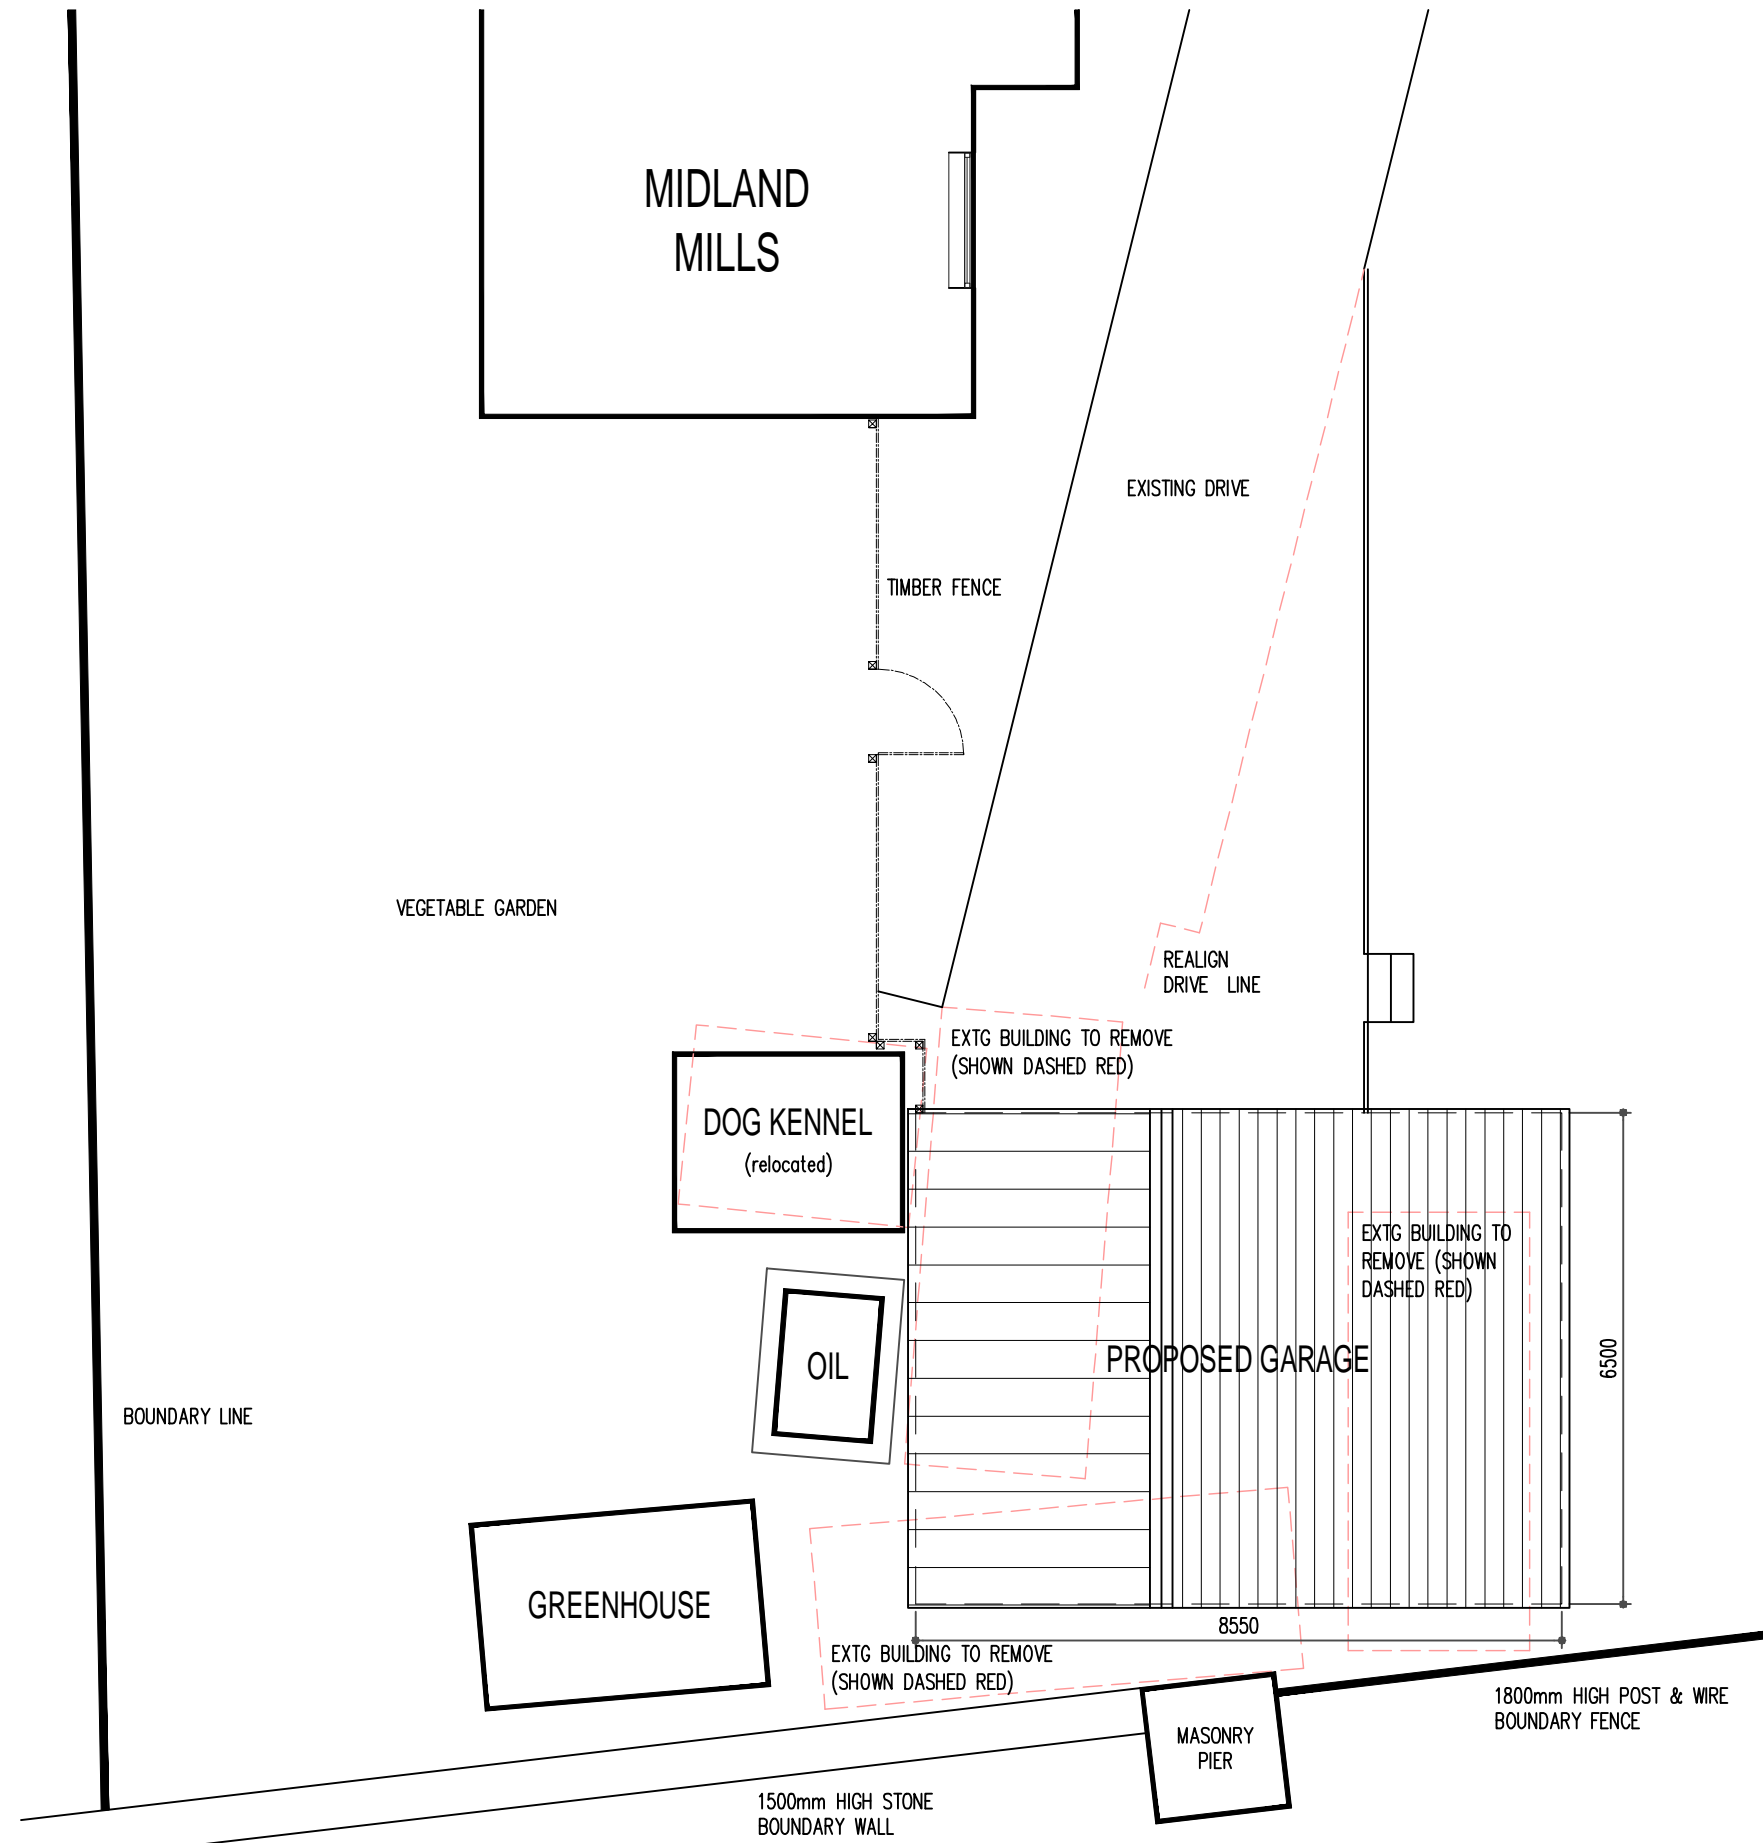 MIDLAND
MILLS
EXISTING DRIVE
TIMBER FENCE
VEGETABLE GARDEN
REALIGN
DRIVE LINE
EXTG BUILDING TO REMOVE
(SHOWN DASHED RED)
DOG KENNEL
(relocated)
EXTG BUILDING TO
REMOVE (SHOWN
DASHED RED)
PROPOSED GARAGE
6500
OIL
BOUNDARY LINE
GREENHOUSE
8550
EXTG BUILDING TO REMOVE
(SHOWN DASHED RED)
1800mm HIGH POST & WIRE
BOUNDARY FENCE
MASONRY
PIER
1500mm HIGH STONE
BOUNDARY WALL